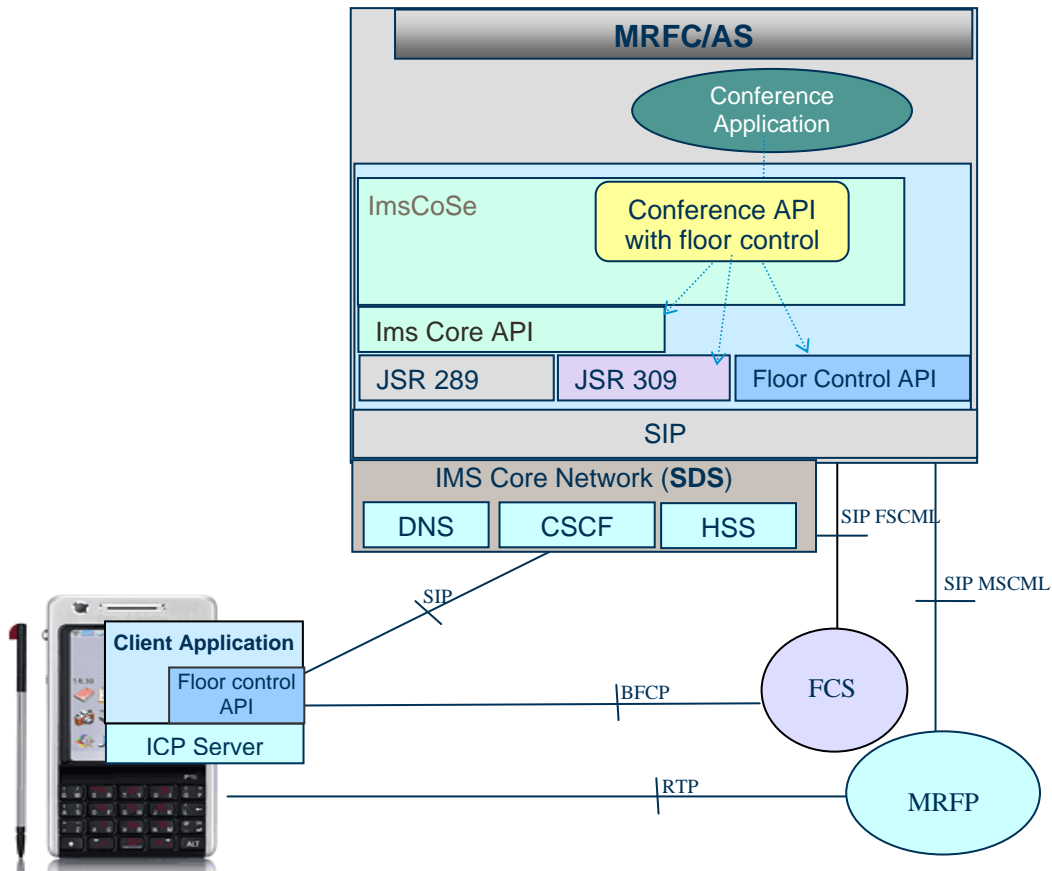 MRFC/AS
Conference
Application
ImsCoSe
Conference API
with floor control
Ims Core API
JSR 289
JSR 309
Floor Control API
SIP
IMS Core Network (SDS)
DNS
CSCF
HSS
SIP FSCML
SIP MSCML
SIP
Client Application
Floor control
API
ICP Server
BFCP
FCS
RTP
MRFP
ALT